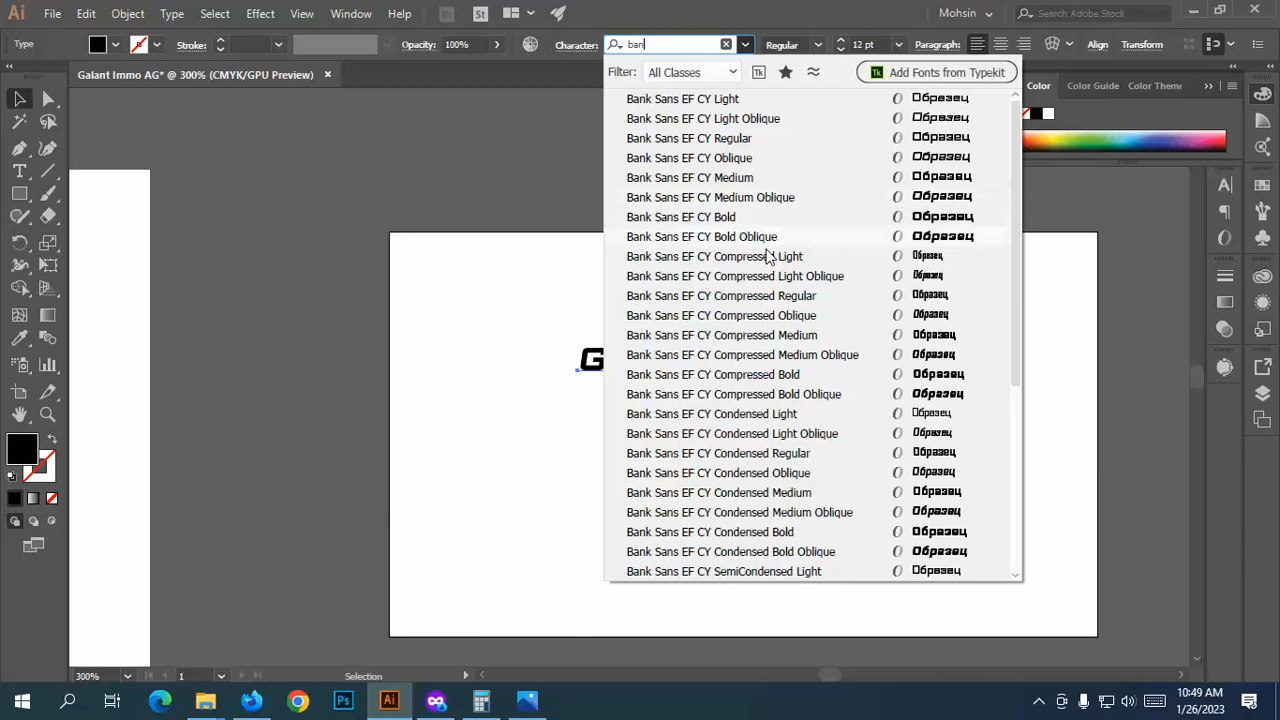 Ai File Edit Object Type Select Effect View Window Help Br St Mohsin Search Adobe Stock
Type Stroke: Opacity: 100% Character: ban Regular 12 pt Paragraph: Align Transform
Galant Immo AG* @ 300% (CMYK/GPU Preview) ×
Filter: All Classes Tk Tk Add Fonts from Typekit
Color Color Guide Color Theme
Bank Sans EF CY Light Образец
Bank Sans EF CY Light Oblique Образец
Bank Sans EF CY Regular Образец
Bank Sans EF CY Oblique Образец
Bank Sans EF CY Medium Образец
Bank Sans EF CY Medium Oblique Образец
Bank Sans EF CY Bold Образец
Bank Sans EF CY Bold Oblique Образец
Bank Sans EF CY Compressed Light Образец
Bank Sans EF CY Compressed Light Oblique Образец
Bank Sans EF CY Compressed Regular Образец
Bank Sans EF CY Compressed Oblique Образец
Bank Sans EF CY Compressed Medium Образец
Bank Sans EF CY Compressed Medium Oblique Образец
Bank Sans EF CY Compressed Bold Образец
Bank Sans EF CY Compressed Bold Oblique Образец
Bank Sans EF CY Condensed Light Образец
Bank Sans EF CY Condensed Light Oblique Образец
Bank Sans EF CY Condensed Regular Образец
Bank Sans EF CY Condensed Oblique Образец
Bank Sans EF CY Condensed Medium Образец
Bank Sans EF CY Condensed Medium Oblique Образец
Bank Sans EF CY Condensed Bold Образец
Bank Sans EF CY Condensed Bold Oblique Образец
Bank Sans EF CY SemiCondensed Light Образец
G
300% 1 Selection
Ps Ai
10:49 AM
1/26/2023